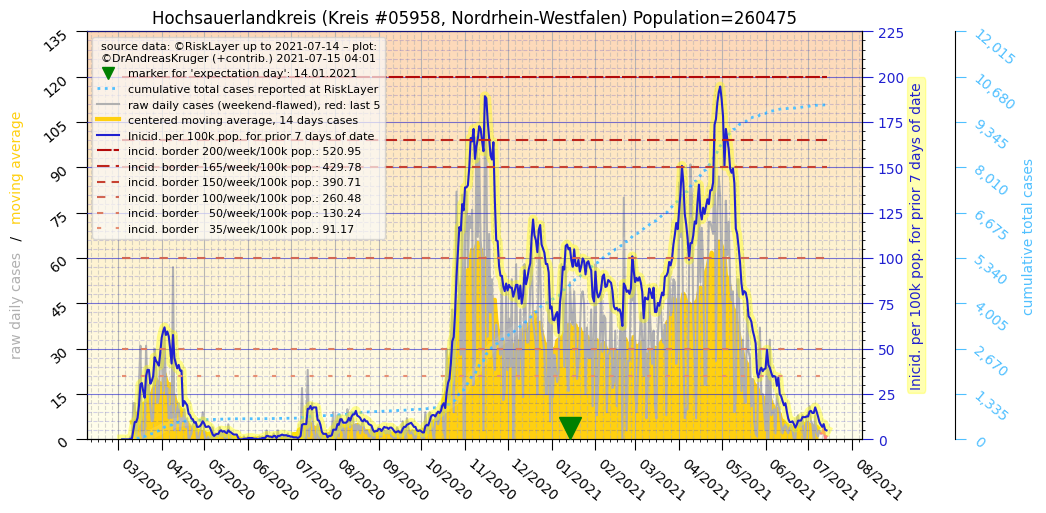 Hochsauerlandkreis (Kreis #05958, Nordrhein-Westfalen) Population=260475
source data: ©RiskLayer up to 2021-07-14 – plot:
©DrAndreasKruger (+contrib.) 2021-07-15 04:01
marker for 'expectation day': 14.01.2021
cumulative total cases reported at RiskLayer
raw daily cases (weekend-flawed), red: last 5
centered moving average, 14 days cases
Inicid. per 100k pop. for prior 7 days of date
incid. border 200/week/100k pop.: 520.95
incid. border 165/week/100k pop.: 429.78
incid. border 150/week/100k pop.: 390.71
incid. border 100/week/100k pop.: 260.48
incid. border 50/week/100k pop.: 130.24
incid. border 35/week/100k pop.: 91.17
raw daily cases / moving average
135
120
105
90
75
60
45
30
15
0
03/2020
04/2020
05/2020
06/2020
07/2020
08/2020
09/2020
10/2020
11/2020
12/2020
01/2021
02/2021
03/2021
04/2021
05/2021
06/2021
07/2021
08/2021
225
200
175
150
125
100
75
50
25
0
Inicid. per 100k pop. for prior 7 days of date
12,015
10,680
9,345
8,010
6,675
5,340
4,005
2,670
1,335
0
cumulative total cases